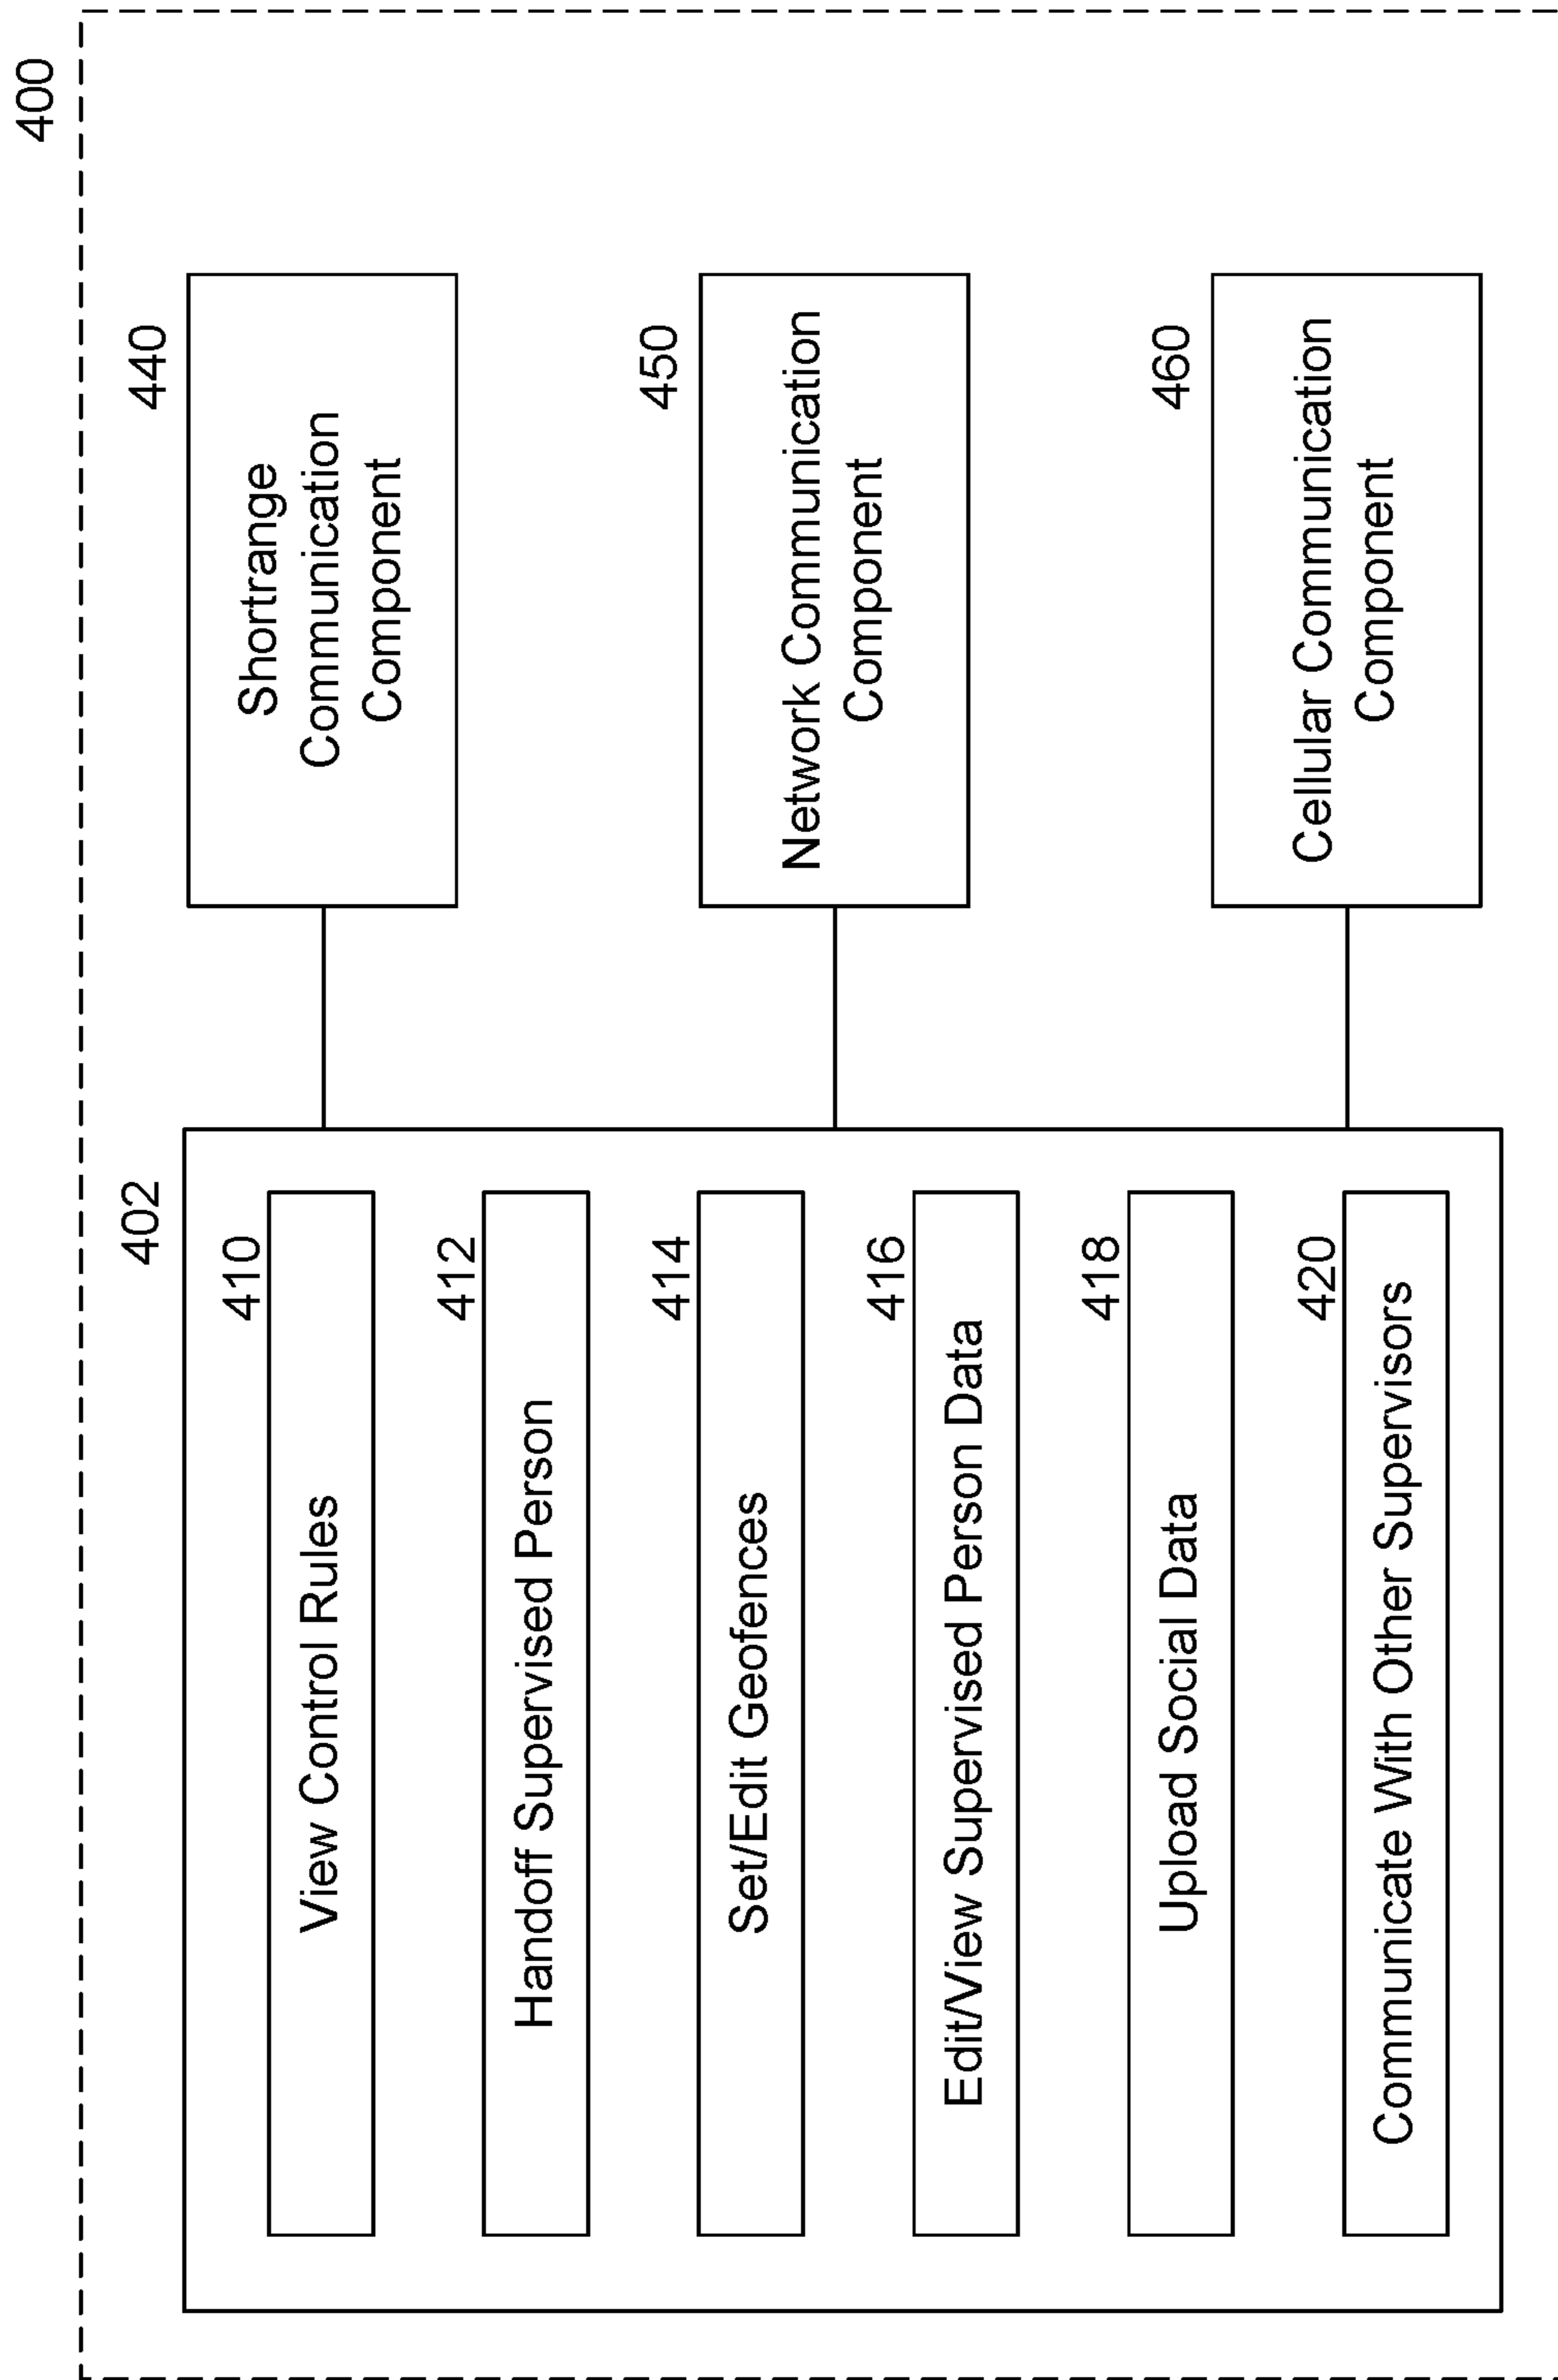 400
402
410
View Control Rules
412
Handoff Supervised Person
414
Set/Edit Geofences
416
Edit/View Supervised Person Data
418
Upload Social Data
420
Communicate With Other Supervisors
440
Shortrange
Communication
Component
450
Network Communication
Component
460
Cellular Communication
Component